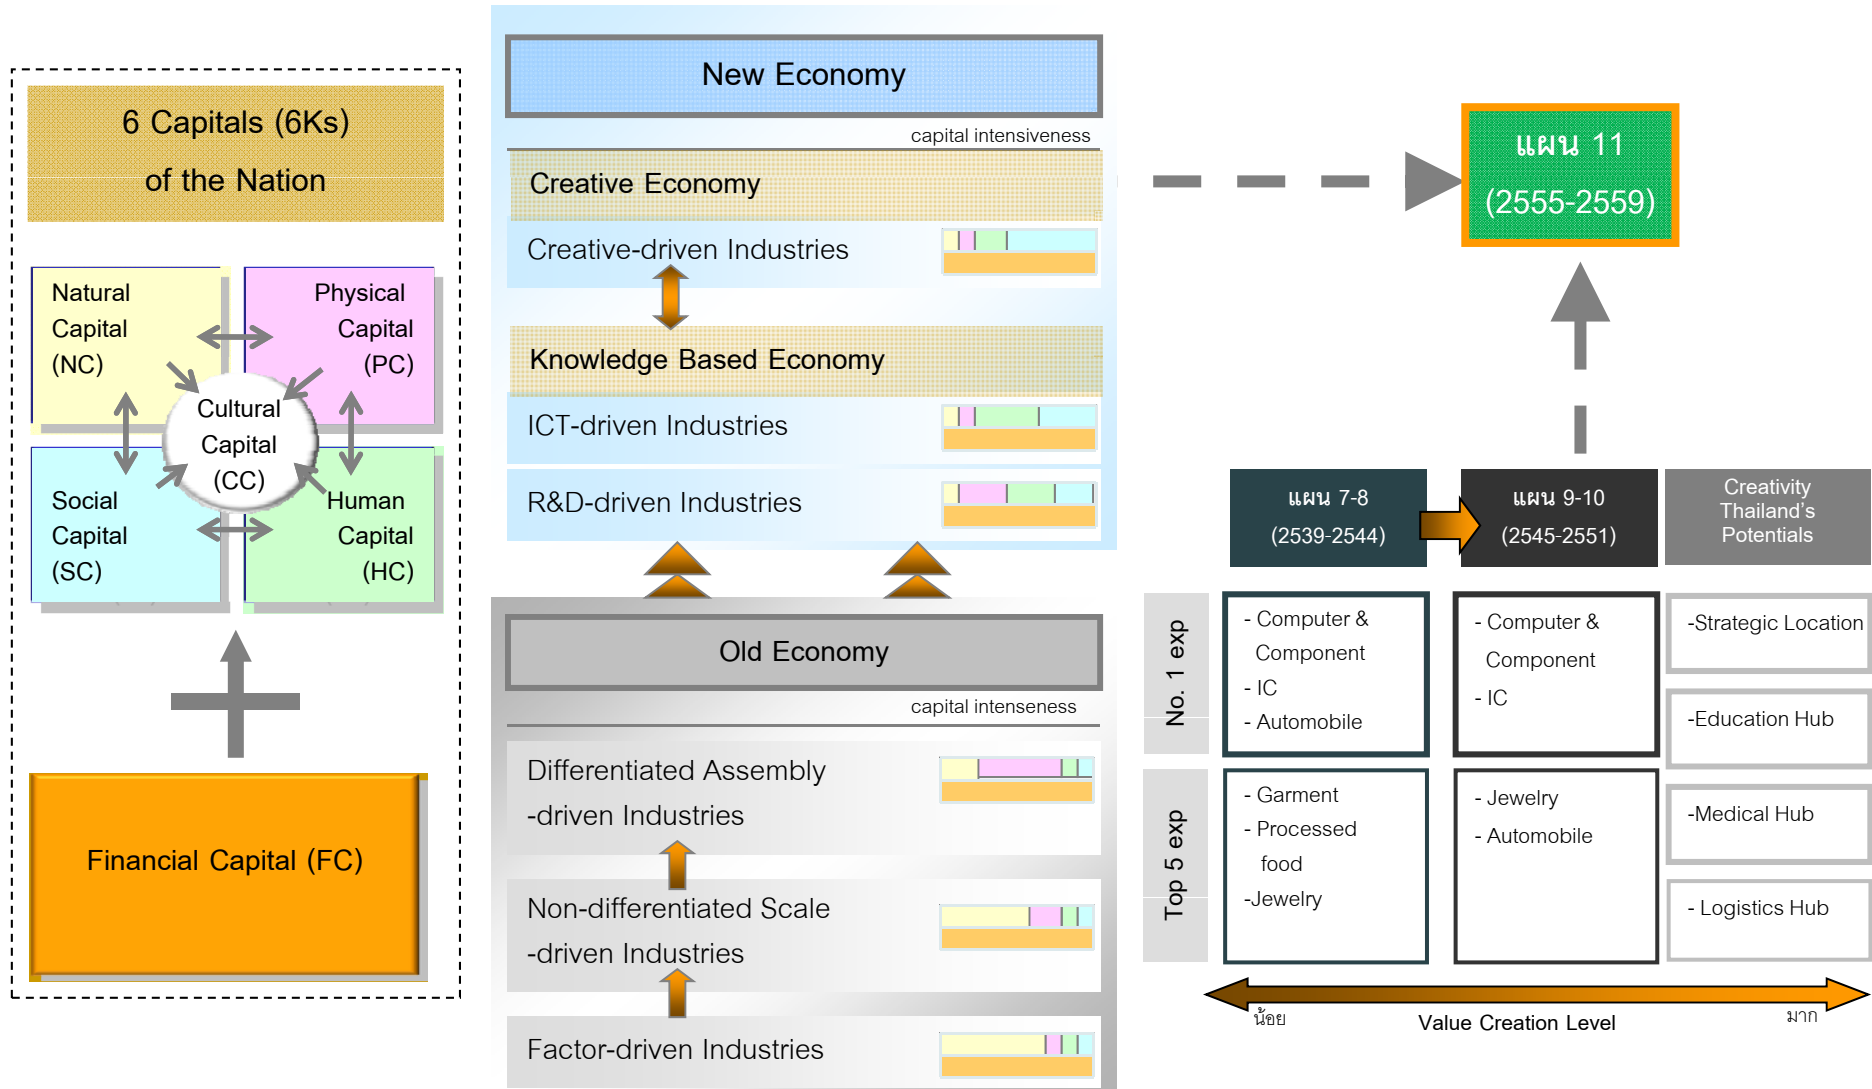 6 Capitals (6Ks)
of the Nation
Natural
Capital
(NC)
Physical
Capital
(PC)
Cultural
Capital
(CC)
Social
Capital
(SC)
Human
Capital
(HC)
Financial Capital (FC)
New Economy
capital intensiveness
Creative Economy
Creative-driven Industries
Knowledge Based Economy
ICT-driven Industries
R&D-driven Industries
Old Economy
capital intenseness
Differentiated Assembly
-driven Industries
Non-differentiated Scale
-driven Industries
Factor-driven Industries
แผน 11
(2555-2559)
แผน 7-8
(2539-2544)
แผน 9-10
(2545-2551)
Creativity
Thailand's
Potentials
No. 1 exp
- Computer &
Component
- IC
- Automobile
- Computer &
Component
- IC
-Strategic Location
-Education Hub
Top 5 exp
- Garment
- Processed
food
-Jewelry
- Jewelry
- Automobile
-Medical Hub
- Logistics Hub
น้อย
Value Creation Level
มาก